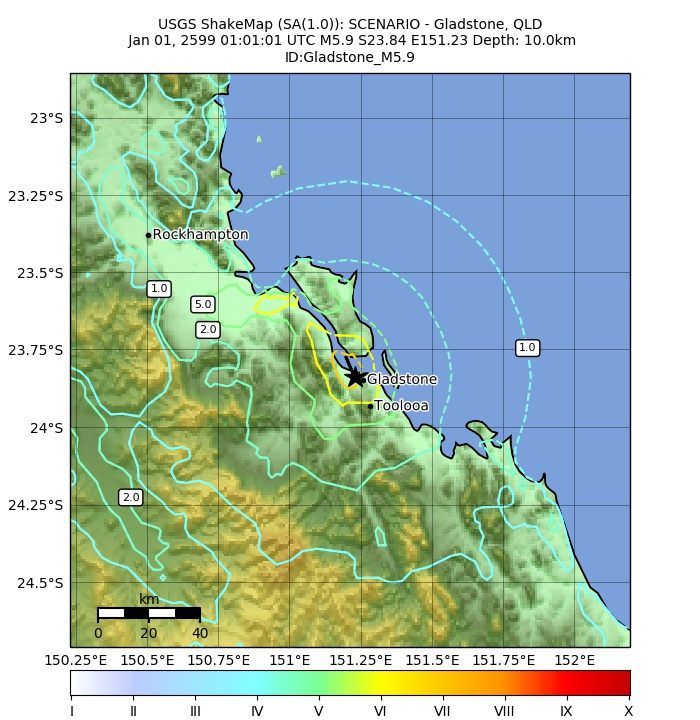 USGS ShakeMap (SA(1.0)): SCENARIO - Gladstone, QLD
Jan 01, 2599 01:01:01 UTC M5.9 S23.84 E151.23 Depth: 10.0km
ID:Gladstone_M5.9
23°S
23.25°S
Rockhampton
23.5°S
1.0
5.0
2.0
1.0
23.75°S
Gladstone
Toolooa
24°S
2.0
24.25°S
24.5°S
km
0 20 40
150.25°E 150.5°E 150.75°E 151°E 151.25°E 151.5°E 151.75°E 152°E
I II III IV V VI VII VIII IX X